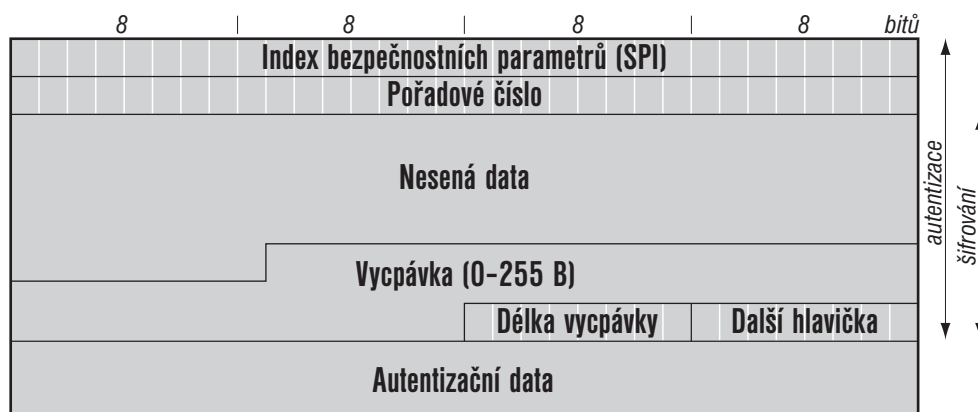 8 8 8 8 bitů
Index bezpečnostních parametrů (SPI)
Pořadové číslo
Nesená data
Vycpávka (0–255 B)
Délka vycpávky Další hlavička
Autentizační data
autentizace
šifrování